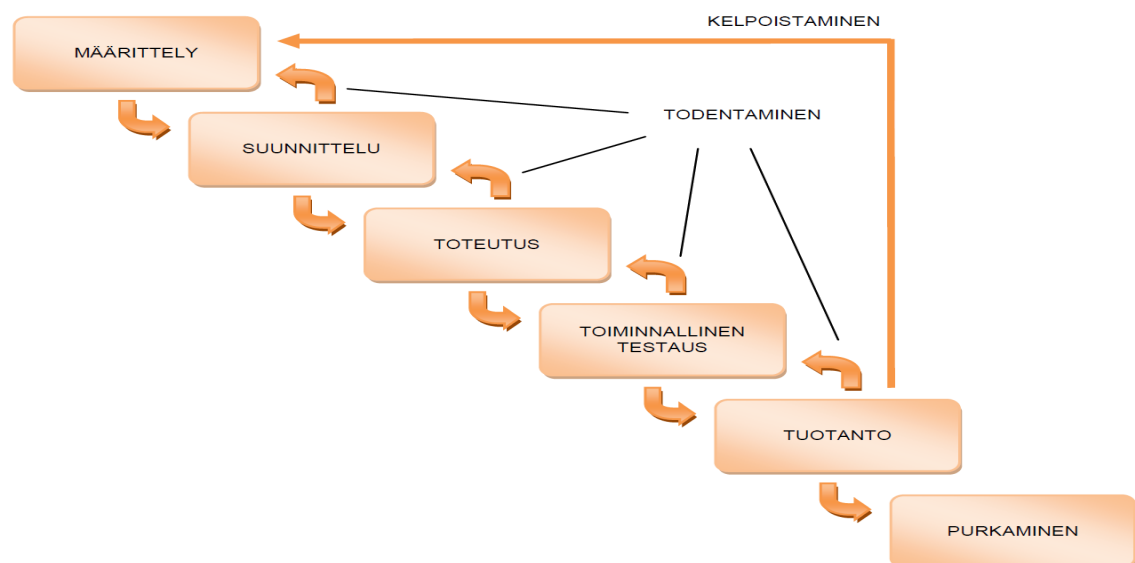 KELPOISTAMINEN
MÄÄRITTELY
TODENTAMINEN
SUUNNITTELU
TOTEUTUS
TOIMINNALLINEN
TESTAUS
TUOTANTO
PURKAMINEN